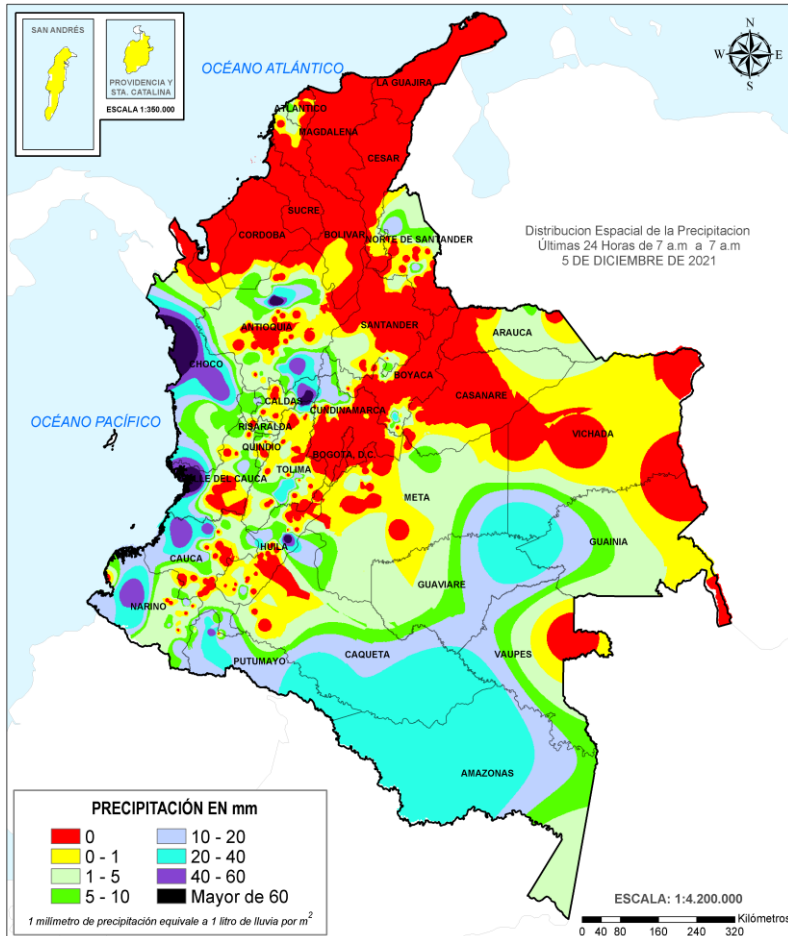 SAN ANDRÉS
PROVIDENCIA Y
STA. CATALINA
ESCALA 1:350.000
OCÉANO ATLÁNTICO
N
W
E
S
LA GUAJIRA
ATLANTICO
MAGDALENA
CESAR
SUCRE
CORDOBA
BOLIVAR
NORTE DE SANTANDER
Distribucion Espacial de la Precipitacion
Últimas 24 Horas de 7 a.m a 7 a.m
5 DE DICIEMBRE DE 2021
ANTIOQUIA
SANTANDER
ARAUCA
CHOCO
BOYACA
CALDAS
CASANARE
CUNDINAMARCA
OCÉANO PACÍFICO
RISARALDA
VICHADA
QUINDIO
BOGOTA, D.C.
TOLIMA
LLE DEL CAUCA
META
GUAINIA
HUILA
CAUCA
GUAVIARE
NARINO
CAQUETA
VAUPES
PUTUMAYO
AMAZONAS
PRECIPITACIÓN EN mm
0
0 - 1
1 - 5
5 - 10
10 - 20
20 - 40
40 - 60
Mayor de 60
1 milímetro de precipitación equivale a 1 litro de lluvia por m²
ESCALA: 1:4.200.000
Kilómetros
0 40 80 160 240 320